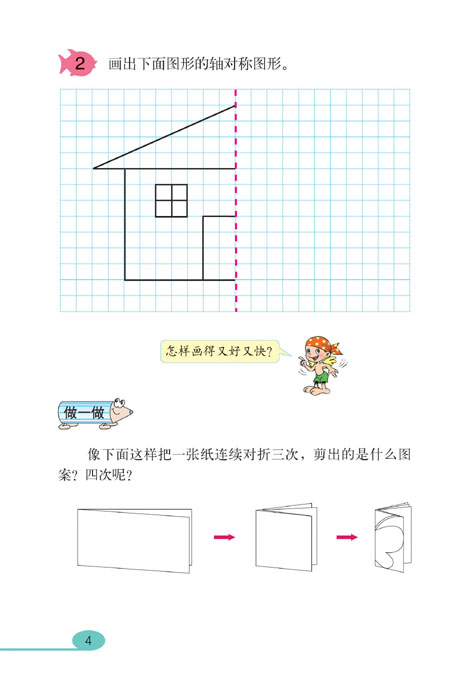 2 画出下面图形的轴对称图形。
怎样画得又好又快?
做一做
像下面这样把一张纸连续对折三次，剪出的是什么图
案？四次呢？
4